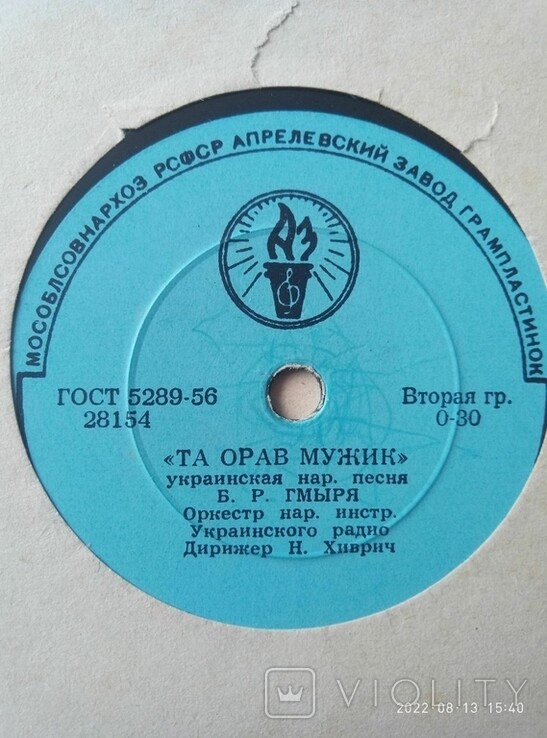 МОСОБЛСОВНАРХОЗ РСФСР АПРЕЛЕВСКИЙ ЗАВОД ГРАМПЛАСТИНОК
АЗ
ГОСТ 5289-56
28154
Вторая гр.
0-30
«ТА ОРАВ МУЖИК»
украинская нар. песня
Б. Р. ГМЫРЯ
Оркестр нар. инстр.
Украинского радио
Дирижер Н. Хиврич
VIOLITY
2022-08-13 15:40